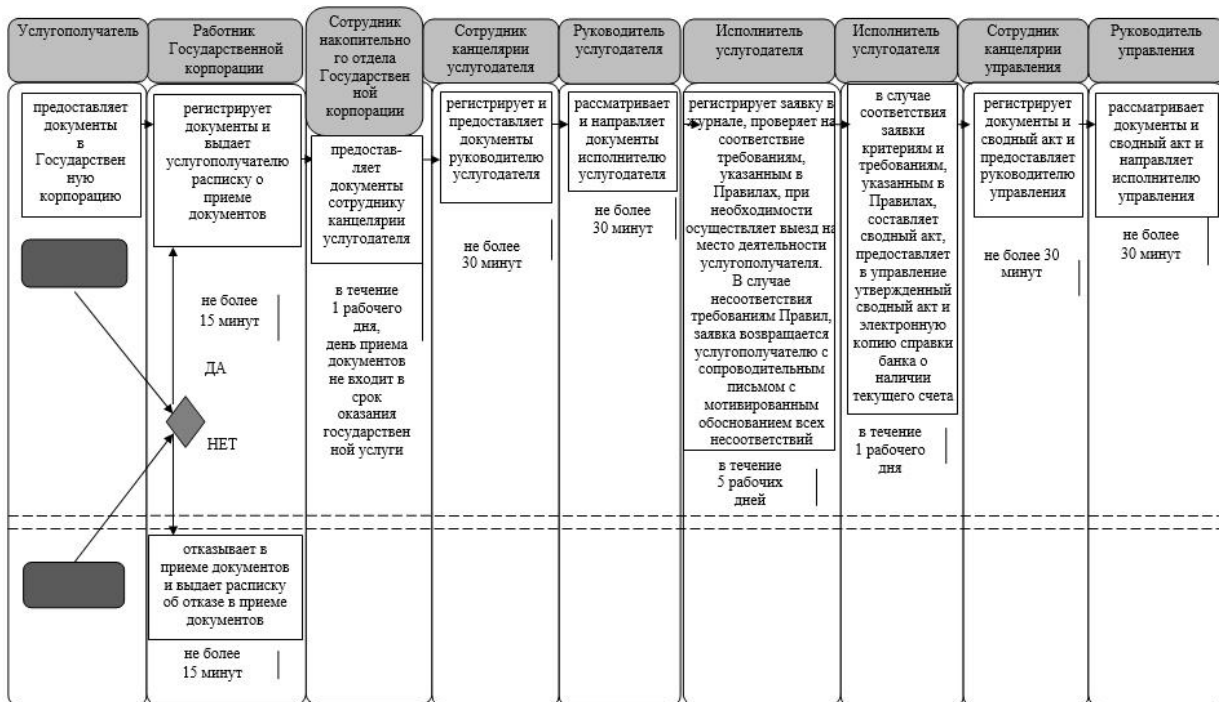 Услугополучатель
Работник
Государственной
корпорации
Сотрудник
накопительно
го отдела
Государствен
ной
корпорации
Сотрудник
канцелярии
услугодателя
Руководитель
услугодателя
Исполнитель
услугодателя
Исполнитель
услугодателя
Сотрудник
канцелярии
управления
Руководитель
управления
предоставляет
документы
в
Государствен
ную
корпорацию
регистрирует
документы и
выдает
услугополучателю
расписку о
приеме
документов
не более
15 минут
ДА
НЕТ
отказывает в
приеме документов
и выдает расписку
об отказе в приеме
документов
не более
15 минут
предостав-
ляет
документы
сотруднику
канцелярии
услугодателя
в течение
1 рабочего
дня,
день приема
документов
не входит в
срок
оказания
государствен
ной услуги
регистрирует и
предоставляет
документы
руководителю
услугодателя
не более
30 минут
рассматривает
и направляет
документы
исполнителю
услугодателя
не более
30 минут
регистрирует заявку в
журнале, проверяет на
соответствие
требованиям,
указанным в
Правилах, при
необходимости
осуществляет выезд на
место деятельности
услугополучателя.
В случае
несоответствия
требованиям Правил,
заявка возвращается
услугополучателю с
сопроводительным
письмом с
мотивированным
обоснованием всех
несоответствий
в течение
5 рабочих
дней
в случае
соответствия
заявки
критериям и
требованиям,
указанным в
Правилах,
составляет
сводный акт,
предоставляет
в управление
утвержденный
сводный акт и
электронную
копию справки
банка о
наличии
текущего счета
в течение
1 рабочего
дня
регистрирует
документы и
сводный акт и
предоставляет
руководителю
управления
не более 30
минут
рассматривает
документы и
сводный акт и
направляет
исполнителю
управления
не более
30 минут